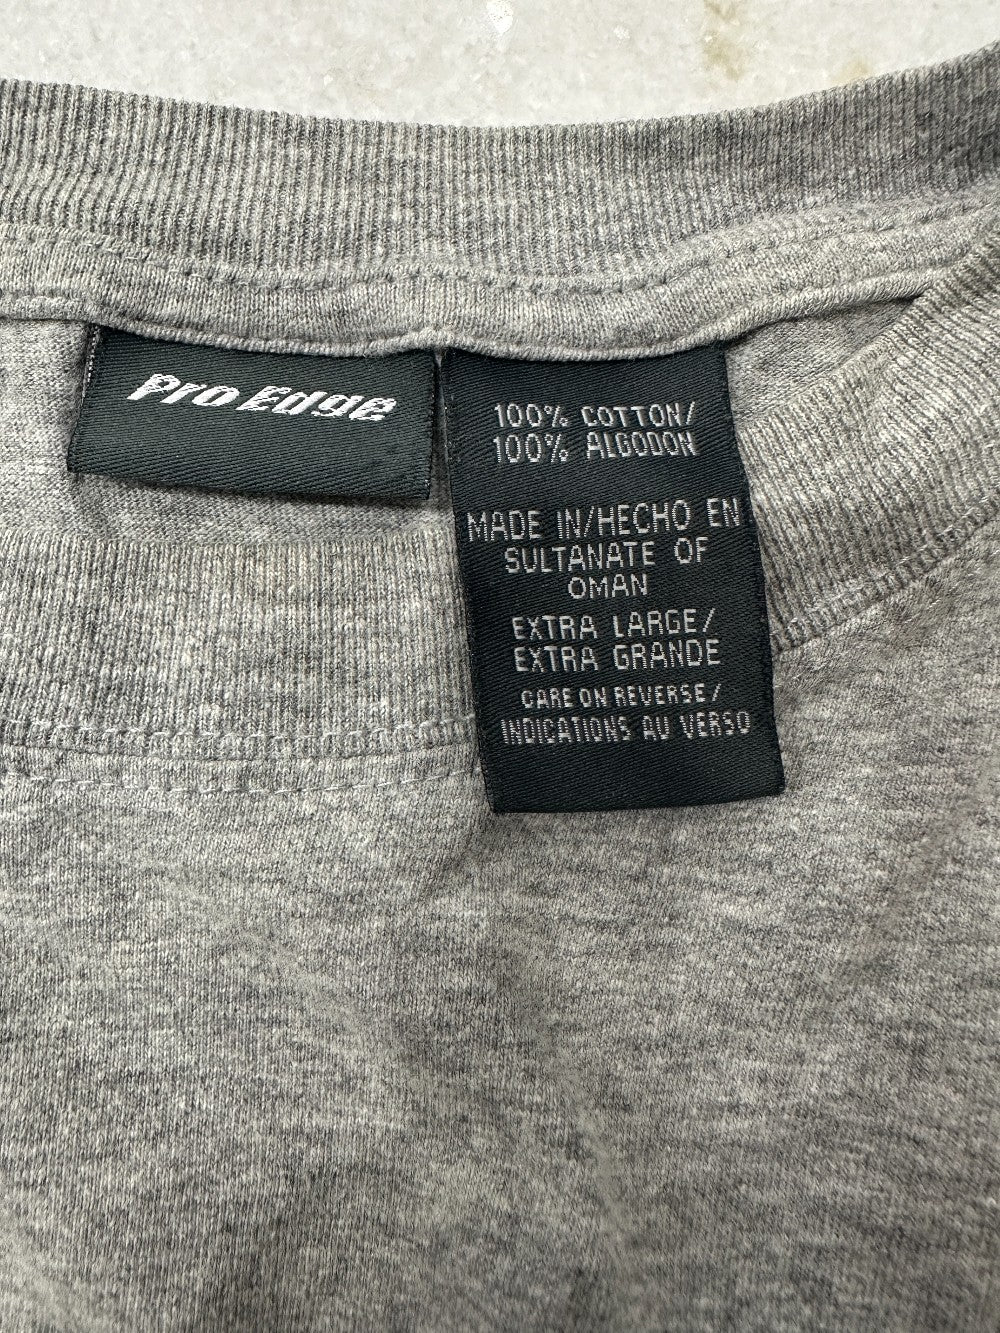 Pro Edge
100% COTTON/
100% ALGODON
MADE IN/HECHO EN
SULTANATE OF
OMAN
EXTRA LARGE/
EXTRA GRANDE
CARE ON REVERSE/
INDICATIONS AU VERSO